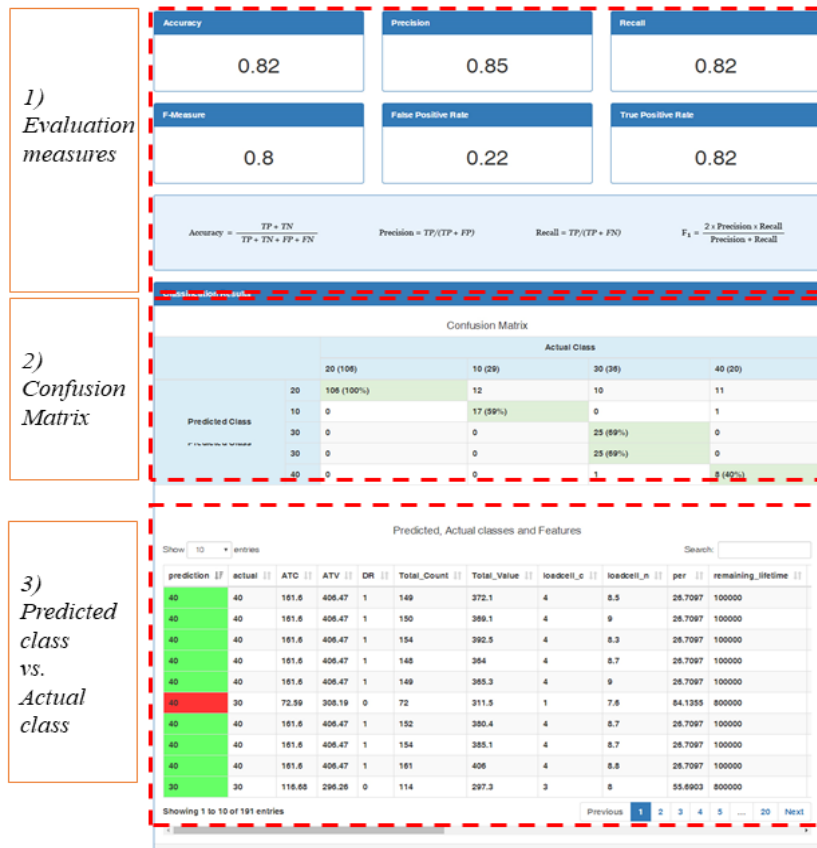 1)
Evaluation
measures
Accuracy
Precision
Recall
0.82
0.85
0.82
F-Measure
False Positive Rate
True Positive Rate
0.8
0.22
0.82
Accuracy = TP + TN / TP + TN + FP + FN
Precision = TP/(TP + FP)
Recall = TP/(TP + FN)
F₁ = 2 x Precision x Recall / Precision + Recall
Classification Results
2)
Confusion
Matrix
Confusion Matrix
Actual Class
20 (106) 10 (29) 30 (36) 40 (20)
Predicted Class
20 106 (100%) 12 10 11
10 0 17 (59%) 0 1
30 0 0 25 (69%) 0
Predicted Class
30 0 0 25 (69%) 0
40 0 0 1 8 (40%)
3)
Predicted
class
vs.
Actual
class
Predicted, Actual classes and Features
Show 10 entries
Search:
prediction actual ATC ATV DR Total_Count Total_Value loadcell_c loadcell_n per remaining_lifetime
40 40 161.6 406.47 1 149 372.1 4 8.5 26.7097 100000
40 40 161.6 406.47 1 150 369.1 4 9 26.7097 100000
40 40 161.6 406.47 1 154 392.5 4 8.3 26.7097 100000
40 40 161.6 406.47 1 148 364 4 8.7 26.7097 100000
40 40 161.6 406.47 1 149 365.3 4 9 26.7097 100000
40 30 72.59 308.19 0 72 311.5 1 7.6 84.1355 800000
40 40 161.6 406.47 1 152 380.4 4 8.7 26.7097 100000
40 40 161.6 406.47 1 154 385.1 4 8.7 26.7097 100000
40 40 161.6 406.47 1 161 406 4 8.8 26.7097 100000
30 30 116.68 296.26 0 114 297.3 3 8 55.6903 800000
Showing 1 to 10 of 191 entries
Previous 1 2 3 4 5 ... 20 Next